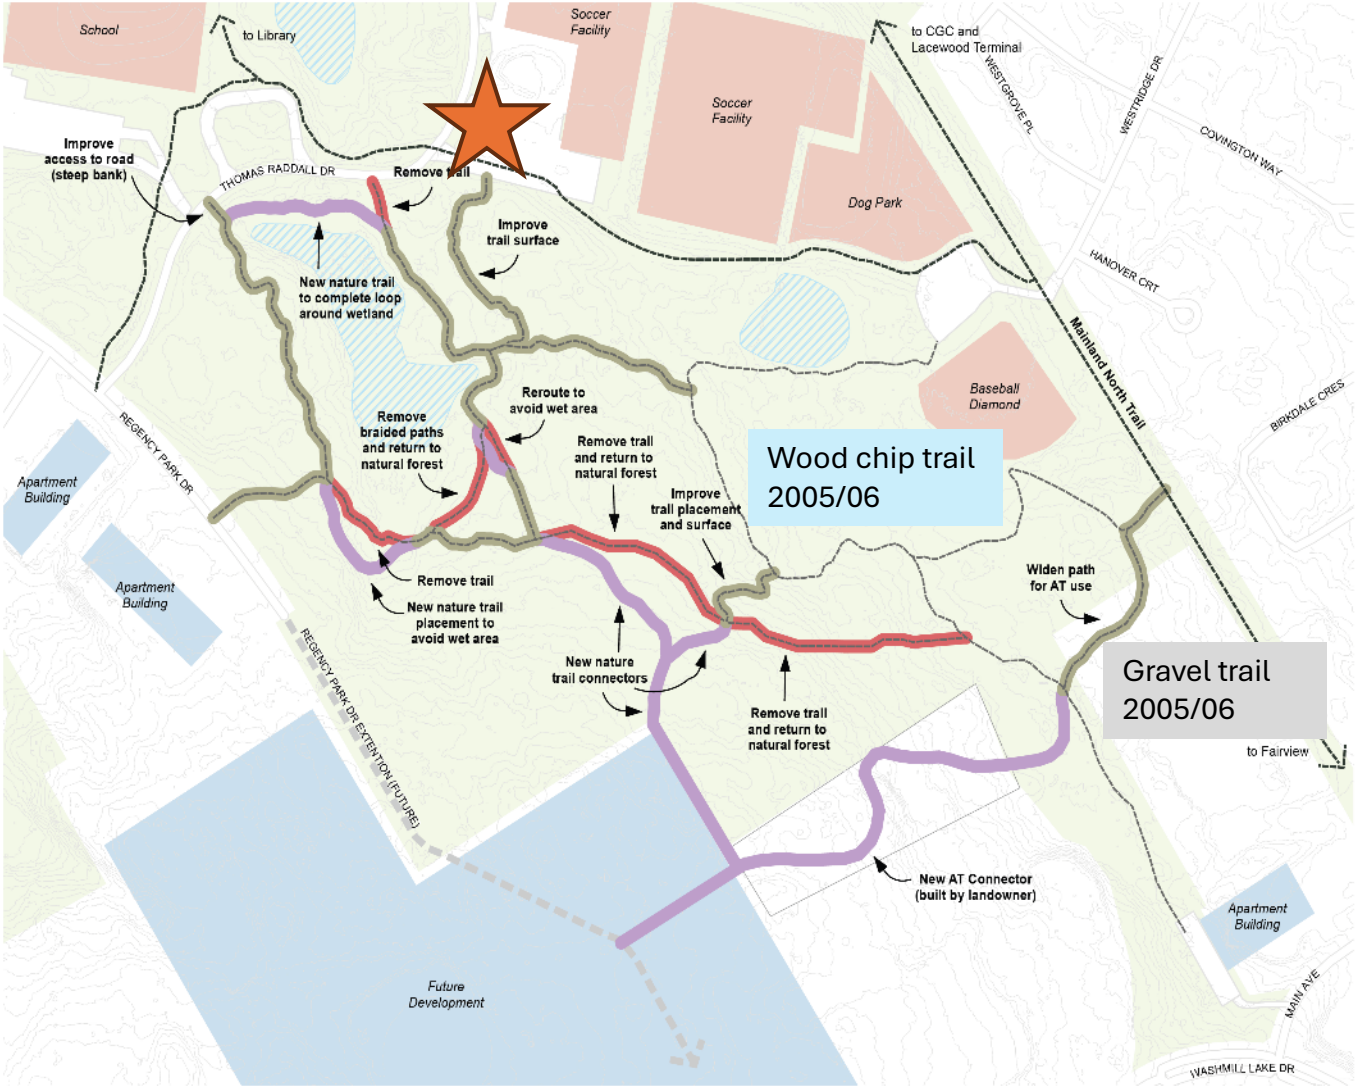 School
to Library
Soccer
Facility
to CGC and
Lacewood Terminal
WESTGROVE PL
WESTRIDGE DR
COVINGTON WAY
Soccer
Facility
Improve
access to road
(steep bank)
THOMAS RADDALL DR
Remove trail
Dog Park
Improve
trail surface
HANOVER CRT
New nature trail
to complete loop
around wetland
Mainland North Trail
BIRKDALE CRES
Baseball
Diamond
Reroute to
avoid wet area
Remove
braided paths
and return to
natural forest
Remove trail
and return to
natural forest
REGENCY PARK DR
Wood chip trail
2005/06
Apartment
Building
Improve
trail placement
and surface
Apartment
Building
Remove trail
New nature trail
placement to
avoid wet area
Widen path
for AT use
REGENCY PARK DR EXTENTION (FUTURE)
New nature
trail connectors
Gravel trail
2005/06
Remove trail
and return to
natural forest
to Fairview
New AT Connector
(built by landowner)
Apartment
Building
Future
Development
MAIN AVE
WASHMILL LAKE DR